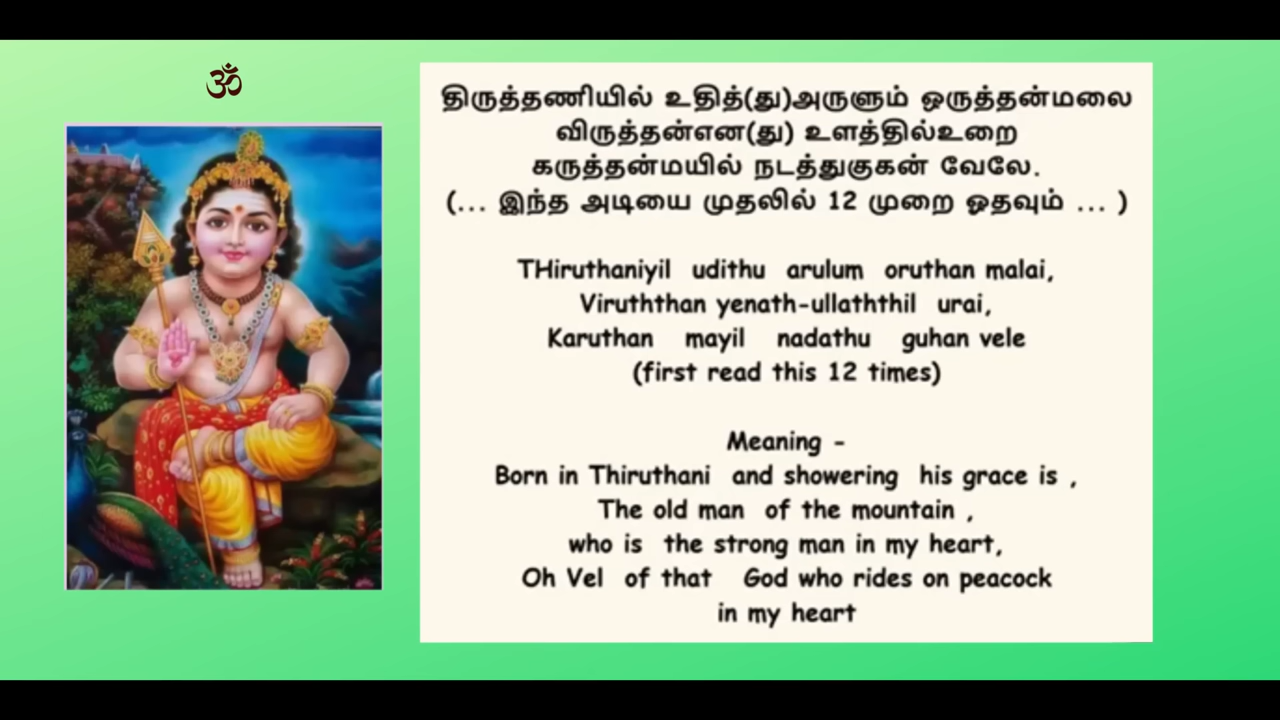 ॐ
திருத்தணியில் உதித்(து)அருளும் ஒருத்தன்மலை
விருத்தன்என(து) உளத்தில்உறை
கருத்தன்மயில் நடத்துகுகன் வேலே.
(... இந்த அடியை முதலில் 12 முறை ஓதவும் ... )
THiruthaniyil udithu arulum oruthan malai,
Viruththan yenath-ullaththil urai,
Karuthan mayil nadathu guhan vele
(first read this 12 times)
Meaning -
Born in Thiruthani and showering his grace is ,
The old man of the mountain ,
who is the strong man in my heart,
Oh Vel of that God who rides on peacock
in my heart